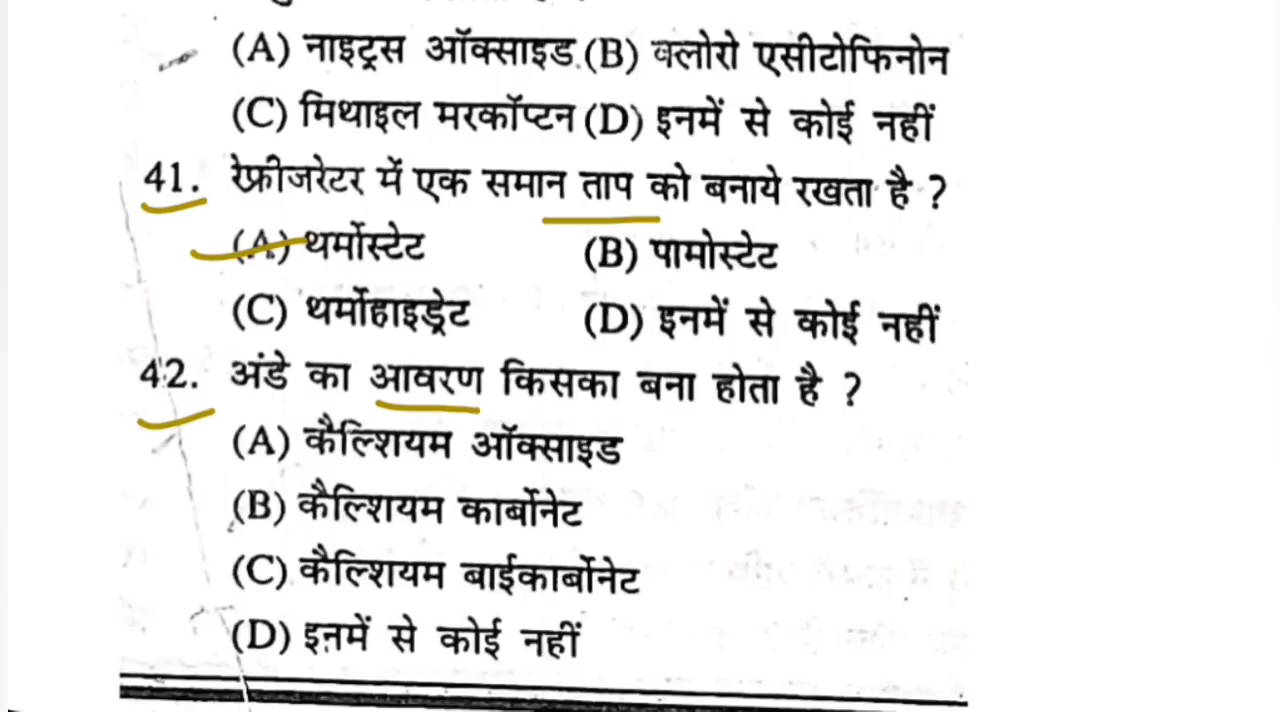 (A) नाइट्रस ऑक्साइड (B) क्लोरो एसीटोफिनोन
(C) मिथाइल मरकॉप्टन (D) इनमें से कोई नहीं
41. रेफ्रीजरेटर में एक समान ताप को बनाये रखता है ?
(A) थर्मोस्टेट (B) पामोस्टेट
(C) थर्मोहाइड्रेट (D) इनमें से कोई नहीं
42. अंडे का आवरण किसका बना होता है ?
(A) कैल्शियम ऑक्साइड
(B) कैल्शियम कार्बोनेट
(C) कैल्शियम बाईकार्बोनेट
(D) इनमें से कोई नहीं